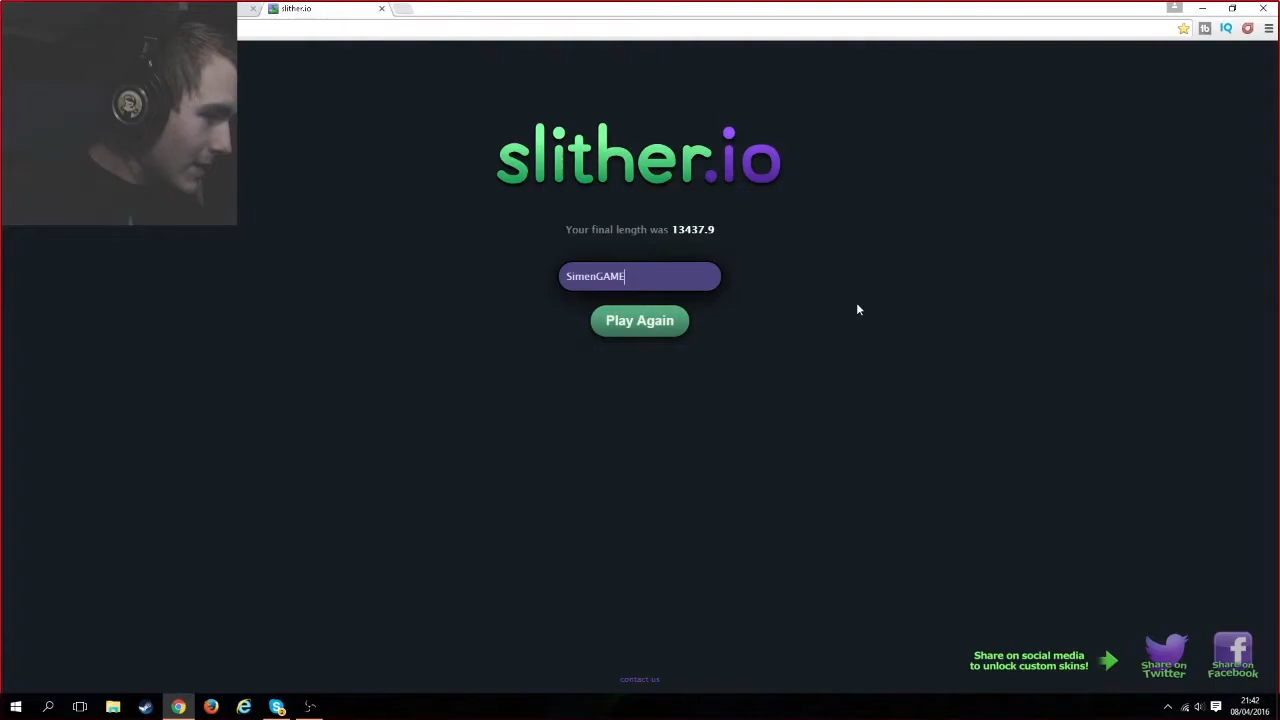 slither.io
slither.io
Your final length was 13437.9
SimenGAME
Play Again
Share on social media
to unlock custom skins!
Share on
Twitter
Share on
Facebook
contact us
21:42
08/04/2016